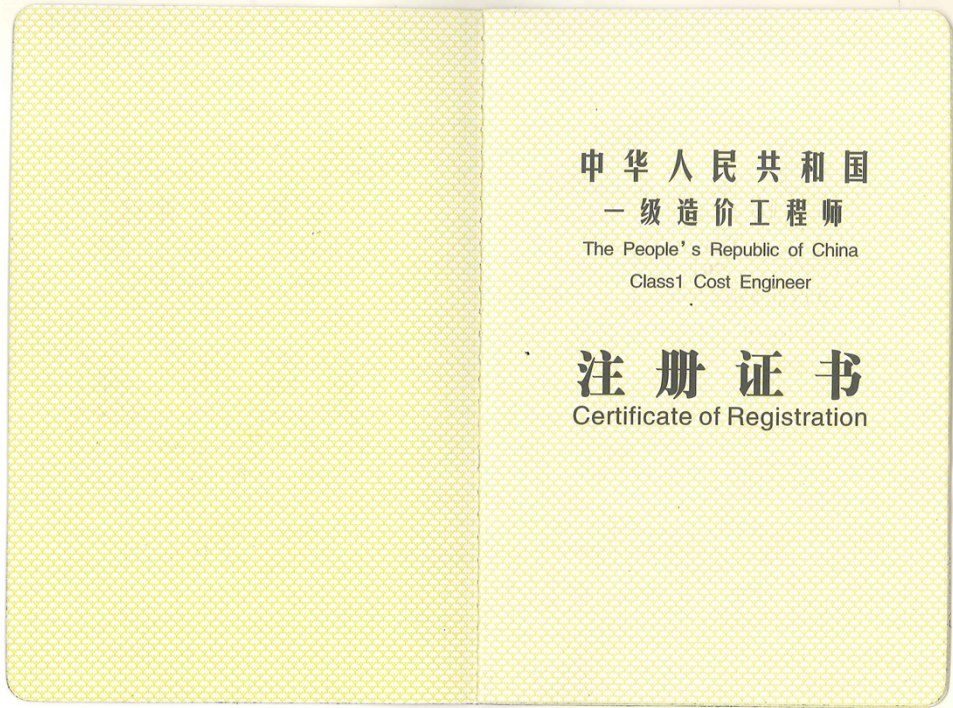 中华人民共和国
一级造价工程师
The People's Republic of China
Class1 Cost Engineer
注册证书
Certificate of Registration